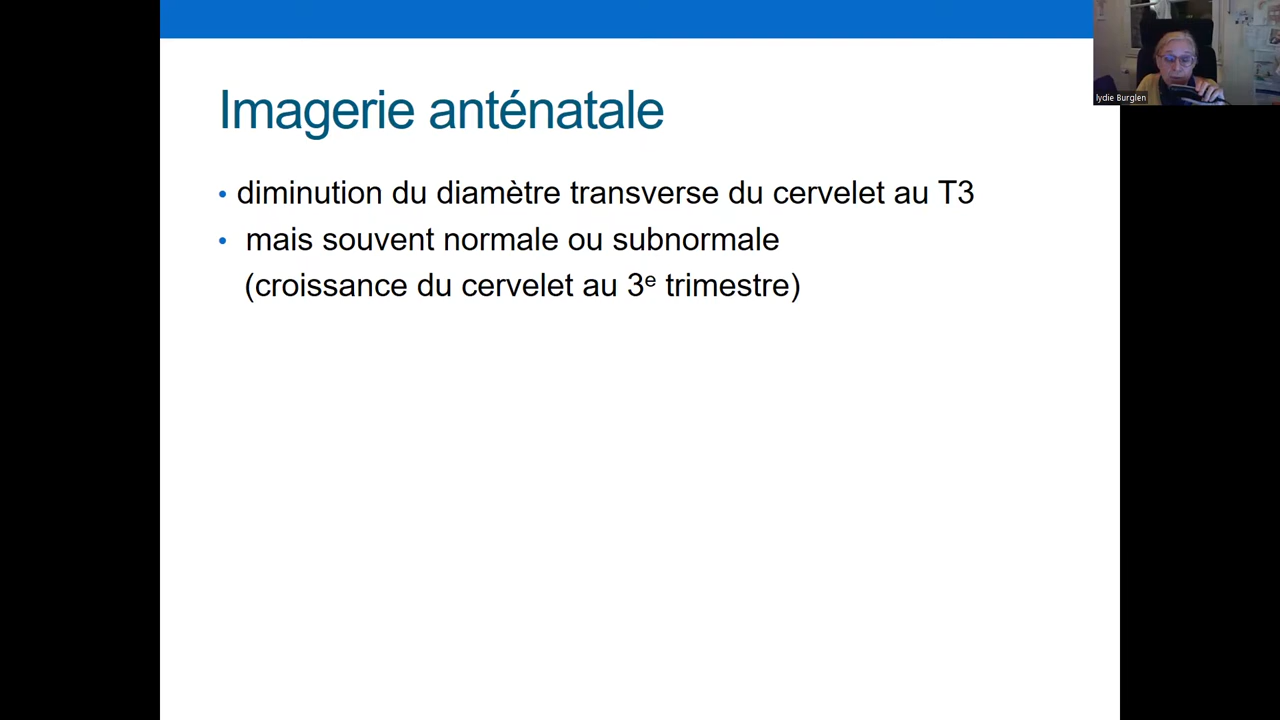 lydie Burglen
Imagerie anténatale
• diminution du diamètre transverse du cervelet au T3
• mais souvent normale ou subnormale
(croissance du cervelet au 3ᵉ trimestre)